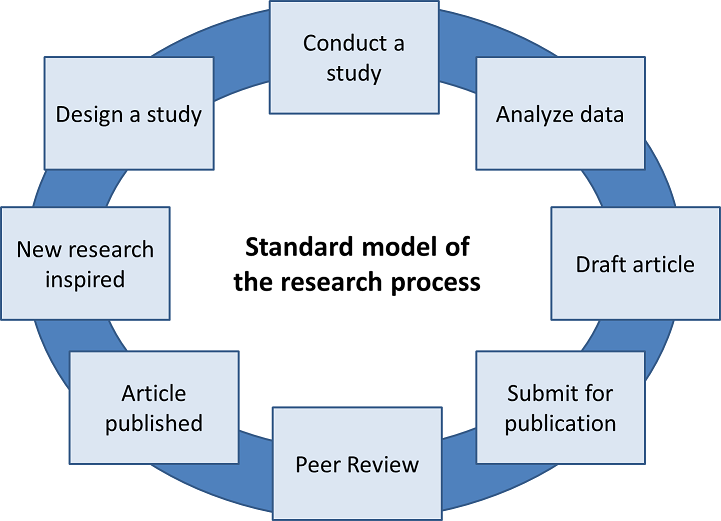 Conduct a
study
Design a study
Analyze data
New research
inspired
Standard model of
the research process
Draft article
Article
published
Submit for
publication
Peer Review